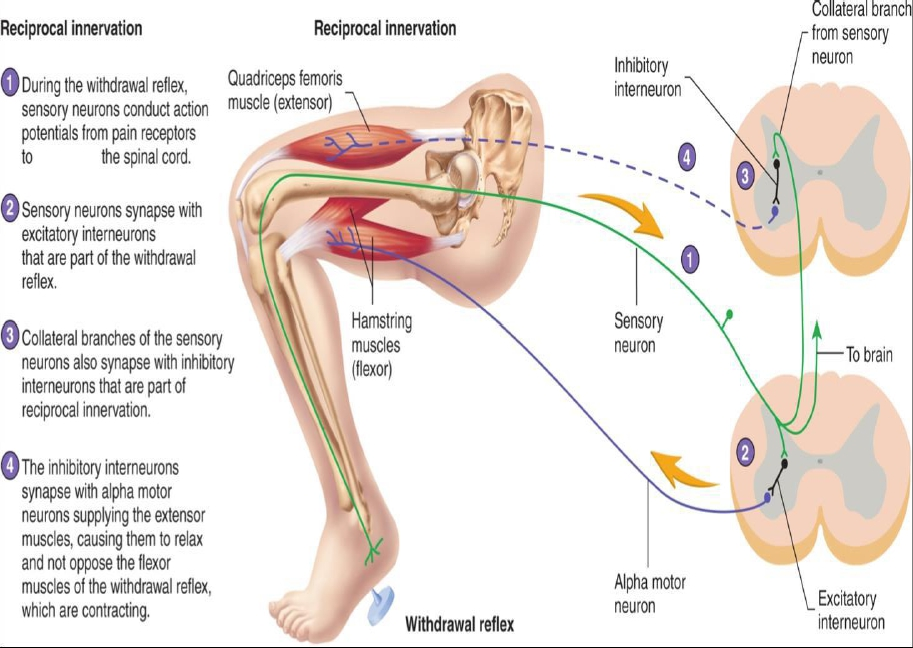 Reciprocal innervation
1 During the withdrawal reflex,
sensory neurons conduct action
potentials from pain receptors
to the spinal cord.
2 Sensory neurons synapse with
excitatory interneurons
that are part of the withdrawal
reflex.
3 Collateral branches of the sensory
neurons also synapse with inhibitory
interneurons that are part of
reciprocal innervation.
4 The inhibitory interneurons
synapse with alpha motor
neurons supplying the extensor
muscles, causing them to relax
and not oppose the flexor
muscles of the withdrawal reflex,
which are contracting.
Reciprocal innervation
Quadriceps femoris
muscle (extensor)
Hamstring
muscles
(flexor)
Withdrawal reflex
Collateral branch
from sensory
neuron
Inhibitory
interneuron
4
3
1
Sensory
neuron
To brain
2
Alpha motor
neuron
Excitatory
interneuron